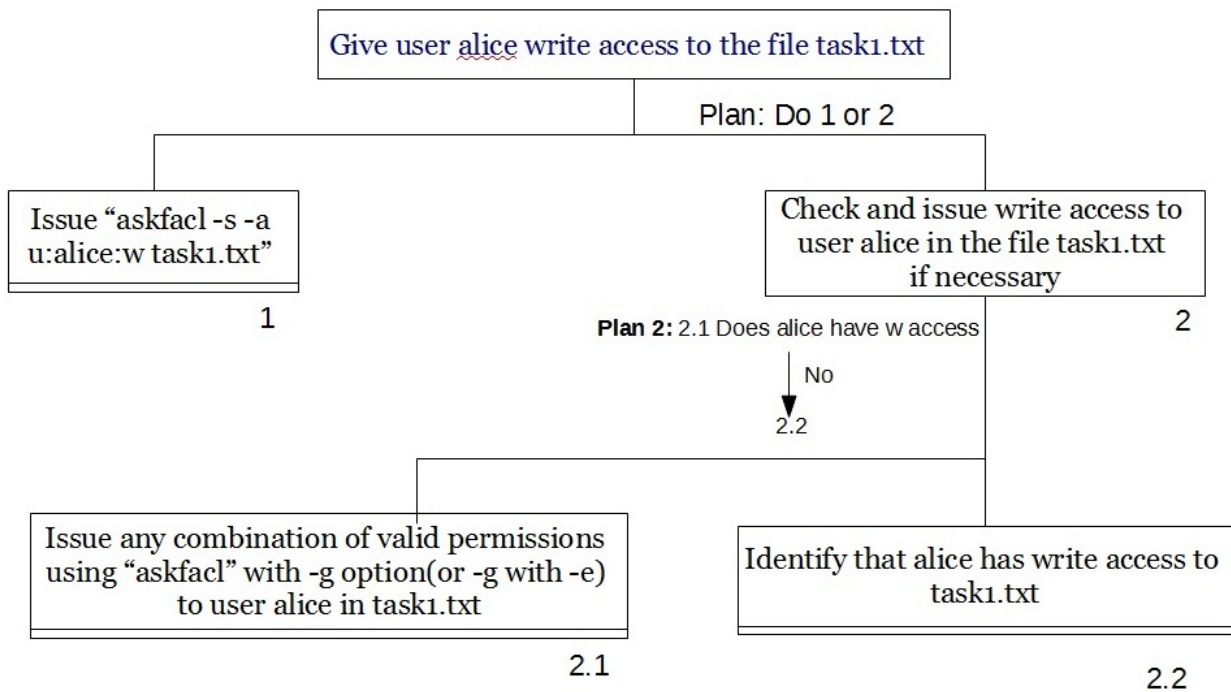 Give user alice write access to the file task1.txt
Plan: Do 1 or 2
Issue “askfacl -s -a
u:alice:w task1.txt”
1
Check and issue write access to
user alice in the file task1.txt
if necessary
2
Plan 2: 2.1 Does alice have w access
No
2.2
Issue any combination of valid permissions
using “askfacl” with -g option(or -g with -e)
to user alice in task1.txt
2.1
Identify that alice has write access to
task1.txt
2.2